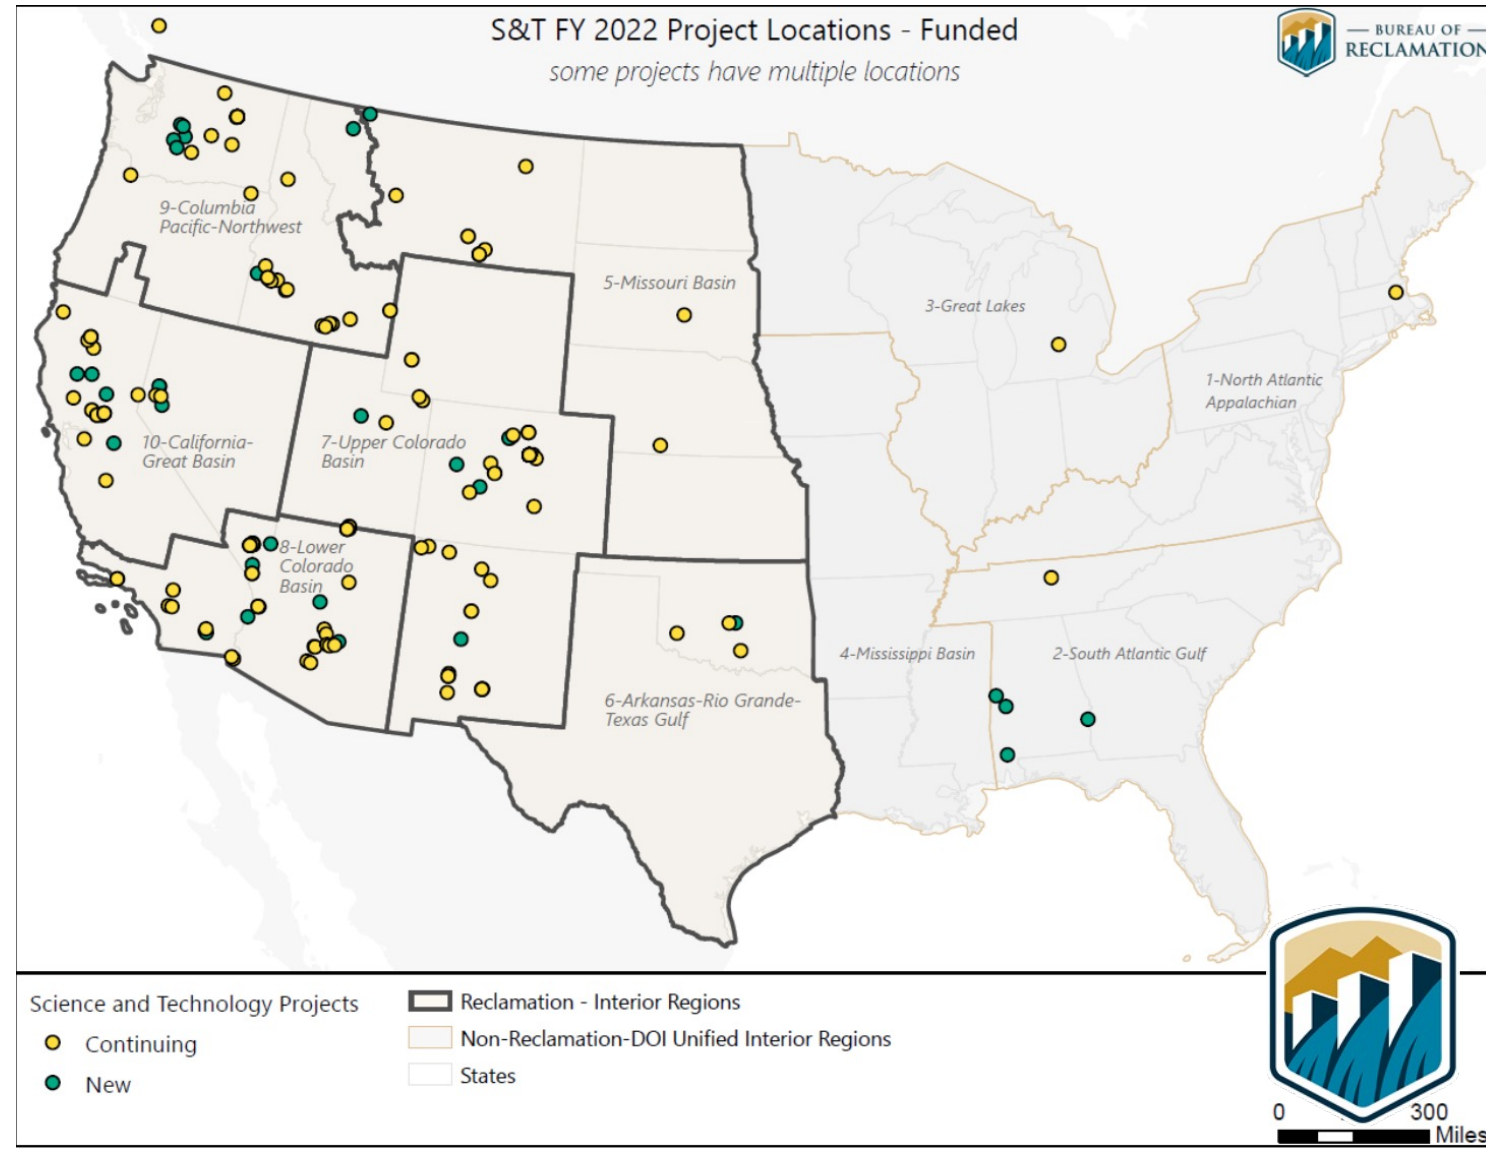 S&T FY 2022 Project Locations - Funded
some projects have multiple locations
BUREAU OF
RECLAMATION
9-Columbia
Pacific-Northwest
5-Missouri Basin
3-Great Lakes
1-North Atlantic
Appalachian
10-California-
Great Basin
7-Upper Colorado
Basin
8-Lower
Colorado
Basin
4-Mississippi Basin
2-South Atlantic Gulf
6-Arkansas-Rio Grande-
Texas Gulf
Science and Technology Projects
Continuing
New
Reclamation - Interior Regions
Non-Reclamation-DOI Unified Interior Regions
States
0 300
Miles